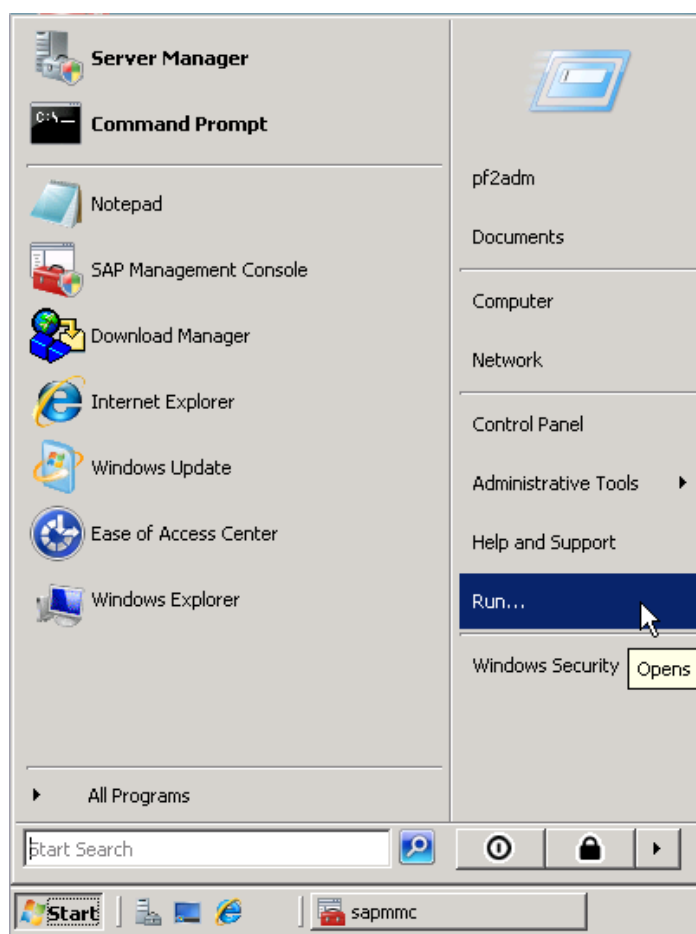 Server Manager
C:\
Command Prompt
Notepad
SAP Management Console
Download Manager
Internet Explorer
Windows Update
Ease of Access Center
Windows Explorer
All Programs
Start Search
pf2adm
Documents
Computer
Network
Control Panel
Administrative Tools
Help and Support
Run...
Windows Security
Opens
Start
sapmmc